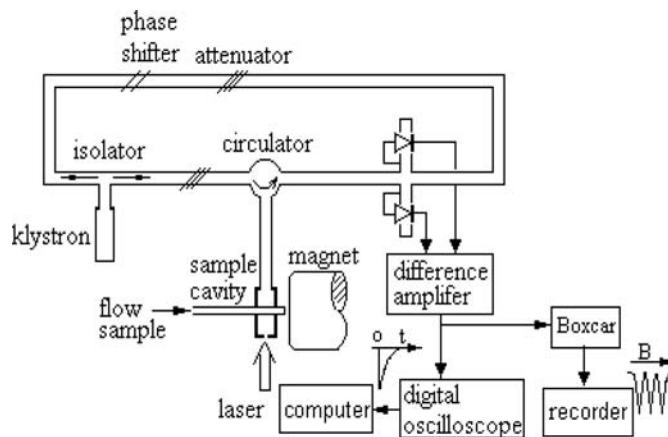 phase
shifter
attenuator
isolator
circulator
klystron
sample
cavity
magnet
flow
sample
laser
difference
amplifer
Boxcar
o t
B
computer
digital
oscilloscope
recorder